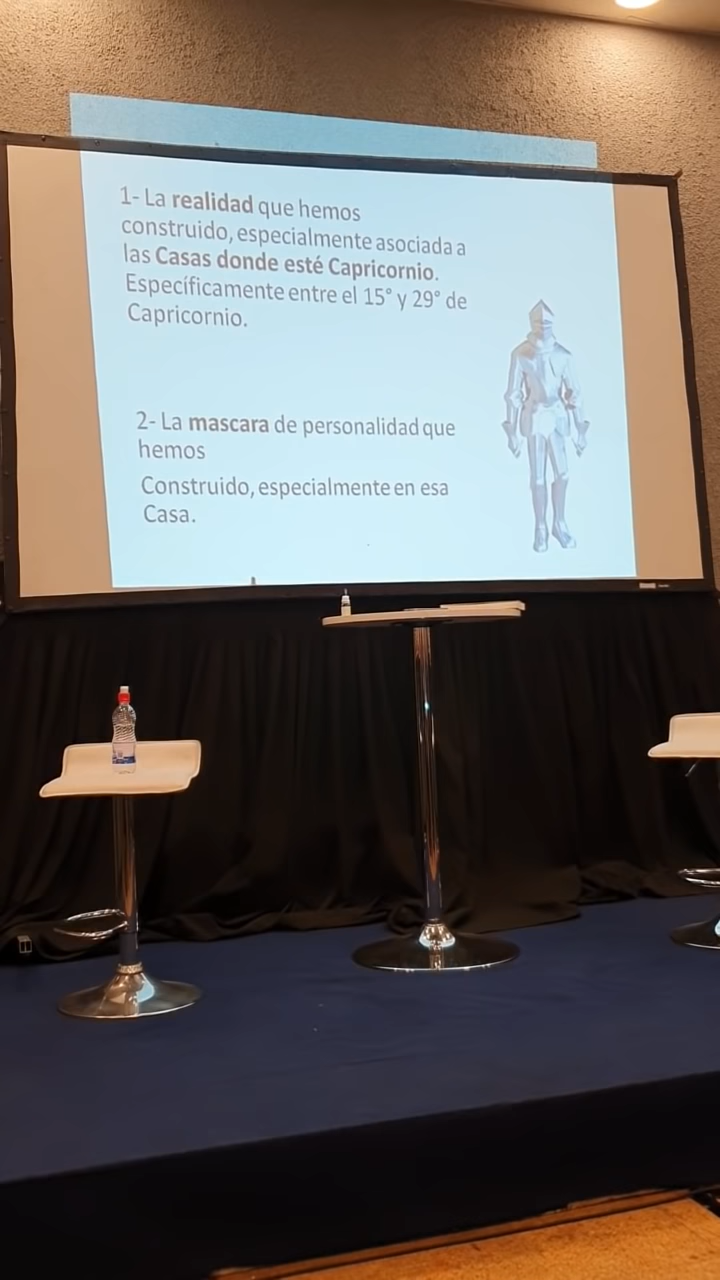 1- La realidad que hemos
construido, especialmente asociada a
las Casas donde esté Capricornio.
Específicamente entre el 15° y 29° de
Capricornio.
2- La mascara de personalidad que
hemos
Construido, especialmente en esa
Casa.